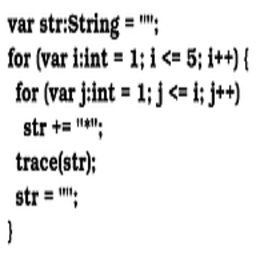 var str:String = "";
for (var i:int = 1; i <= 5; i++) {
for (var j:int = 1; j <= i; j++)
str += "*";
trace(str);
str = "";
}